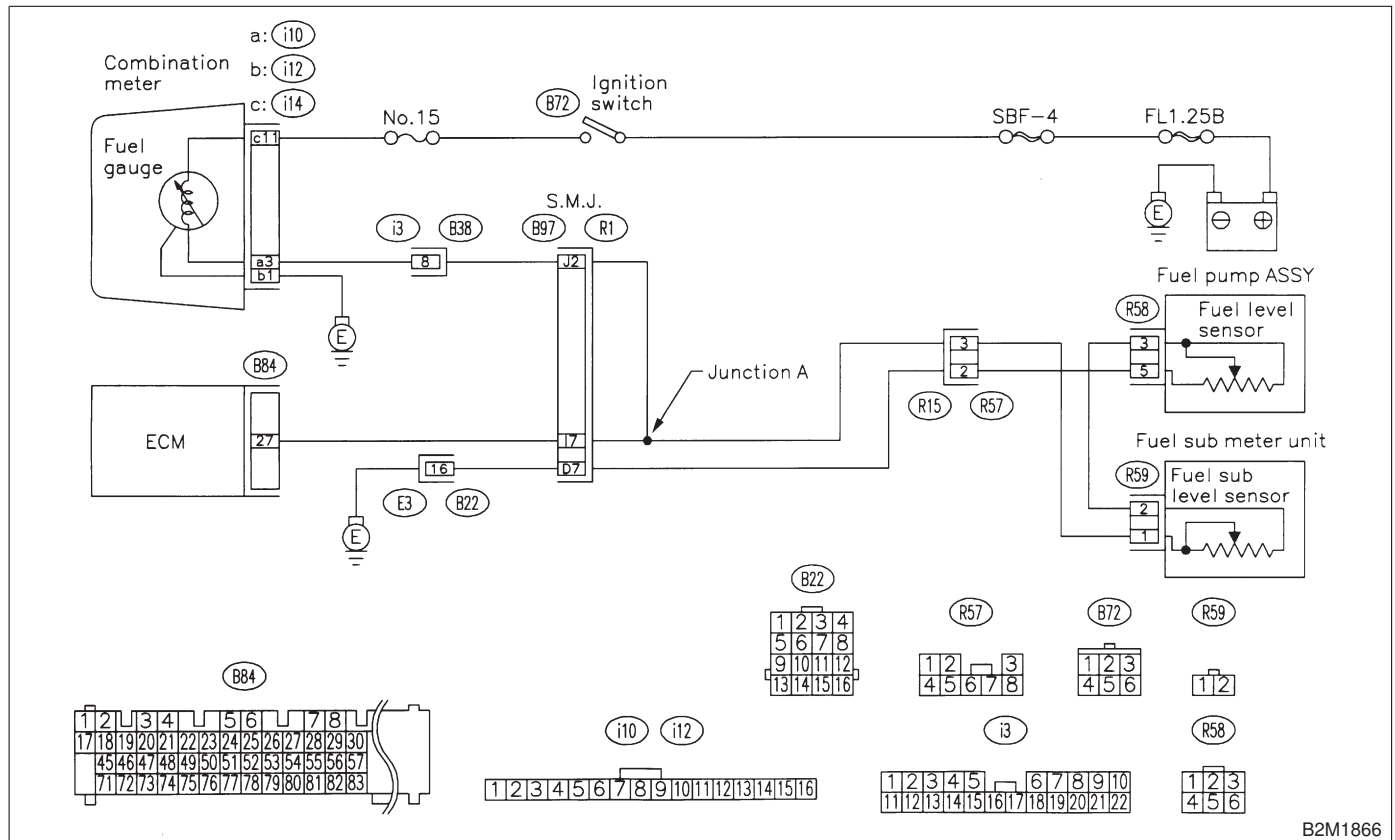 a: i10
b: i12
c: i14
Combination
meter
Fuel
gauge
c11
a3
b1
No.15
B72
Ignition
switch
SBF-4
FL1.25B
E
⊖ ⊕
S.M.J.
i3 B38
B97 R1
8
J2
E
Fuel pump ASSY
R58
Fuel level
sensor
3
5
B84
ECM
27
I7
D7
Junction A
3
2
R15 R57
16
E3 B22
E
Fuel sub meter unit
R59
Fuel sub
level sensor
2
1
B22
1 2 3 4
5 6 7 8
9 10 11 12
13 14 15 16
R57
1 2 3
4 5 6 7 8
B72
1 2 3
4 5 6
R59
1 2
B84
1 2 3 4 5 6 7 8
17 18 19 20 21 22 23 24 25 26 27 28 29 30
45 46 47 48 49 50 51 52 53 54 55 56 57
71 72 73 74 75 76 77 78 79 80 81 82 83
i10 i12
1 2 3 4 5 6 7 8 9 10 11 12 13 14 15 16
i3
1 2 3 4 5 6 7 8 9 10
11 12 13 14 15 16 17 18 19 20 21 22
R58
1 2 3
4 5 6
B2M1866